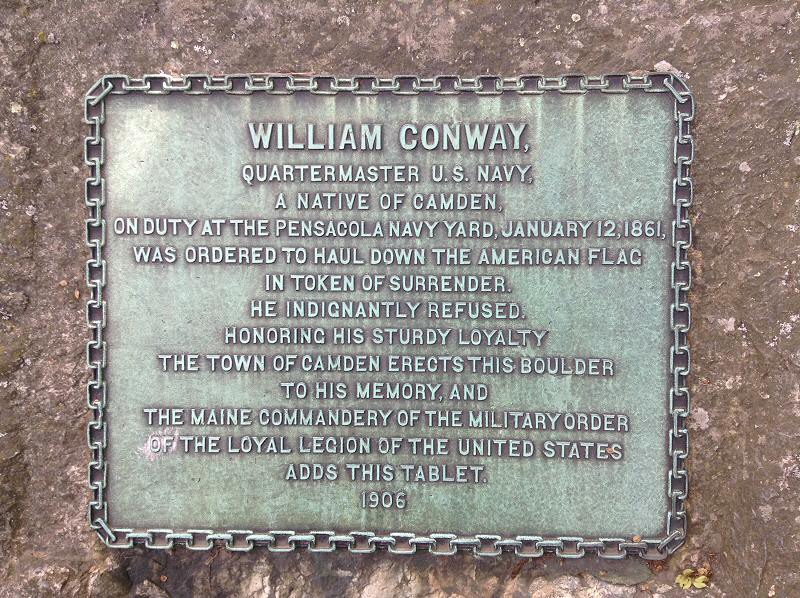 WILLIAM CONWAY,
QUARTERMASTER U.S. NAVY,
A NATIVE OF CAMDEN,
ON DUTY AT THE PENSACOLA NAVY YARD, JANUARY 12, 1861,
WAS ORDERED TO HAUL DOWN THE AMERICAN FLAG
IN TOKEN OF SURRENDER.
HE INDIGNANTLY REFUSED.
HONORING HIS STURDY LOYALTY
THE TOWN OF CAMDEN ERECTS THIS BOULDER
TO HIS MEMORY, AND
THE MAINE COMMANDERY OF THE MILITARY ORDER
OF THE LOYAL LEGION OF THE UNITED STATES
ADDS THIS TABLET.
1906